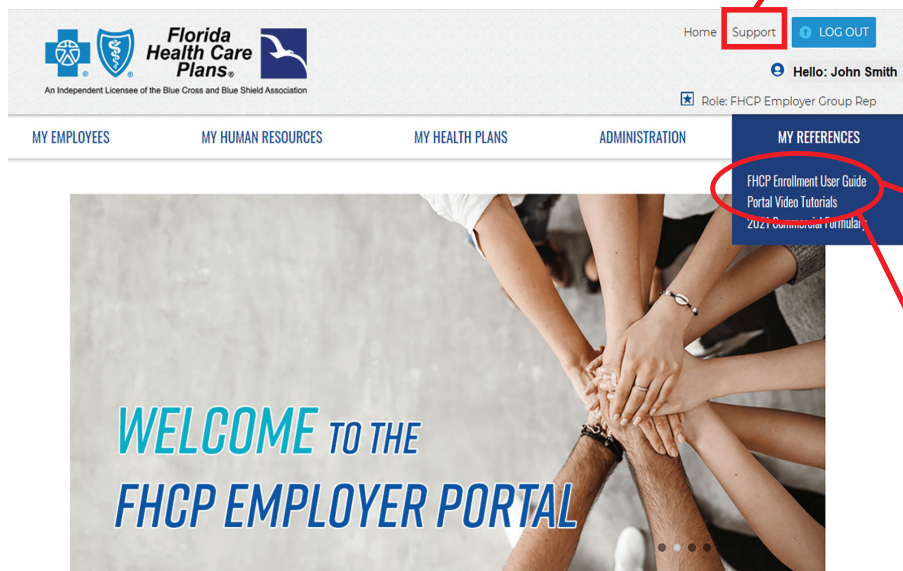 Florida
Health Care
Plans®
An Independent Licensee of the Blue Cross and Blue Shield Association
Home Support LOG OUT
Hello: John Smith
Role: FHCP Employer Group Rep
MY EMPLOYEES MY HUMAN RESOURCES MY HEALTH PLANS ADMINISTRATION MY REFERENCES
FHCP Enrollment User Guide
Portal Video Tutorials
2021 Commercial Formulary
WELCOME TO THE
FHCP EMPLOYER PORTAL